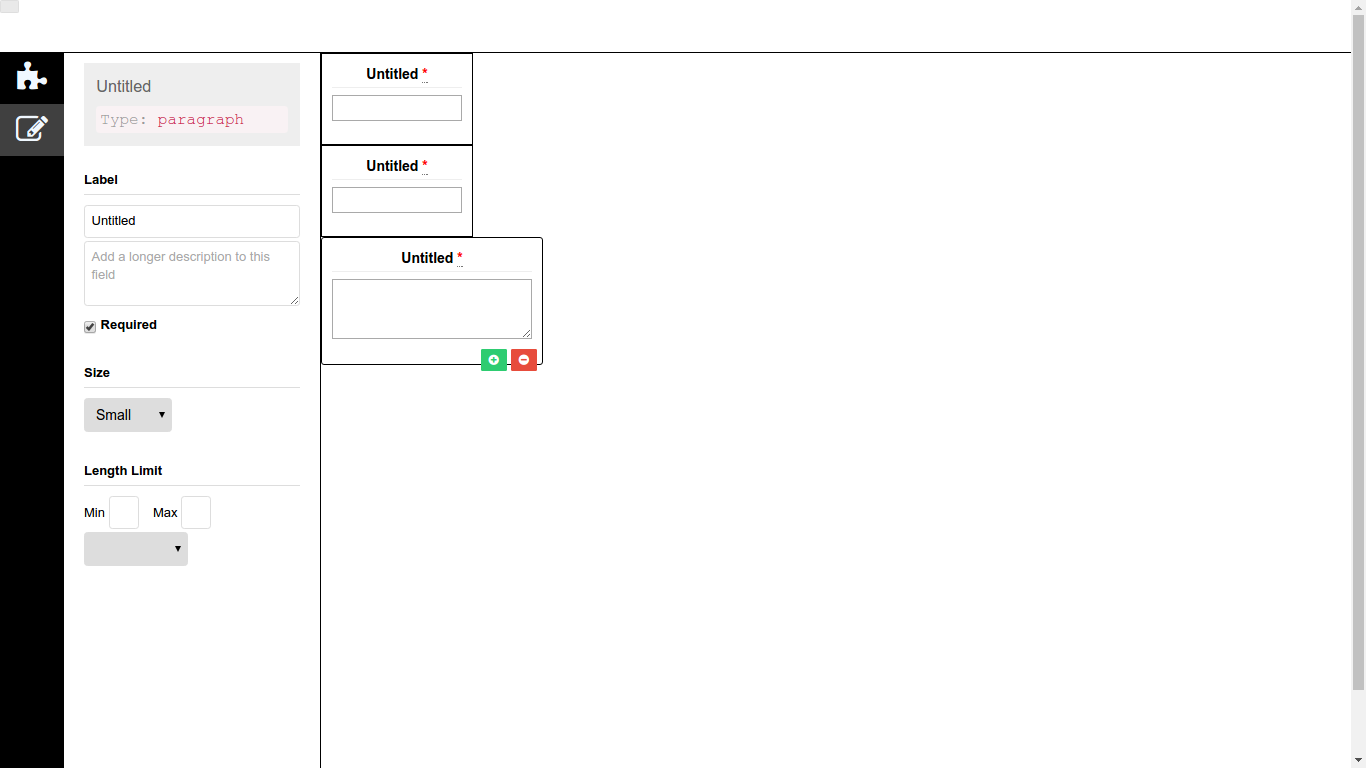 Untitled
Type: paragraph
Label
Untitled
Add a longer description to this
field
Required
Size
Small
Length Limit
Min
Max
Untitled *
Untitled *
Untitled *